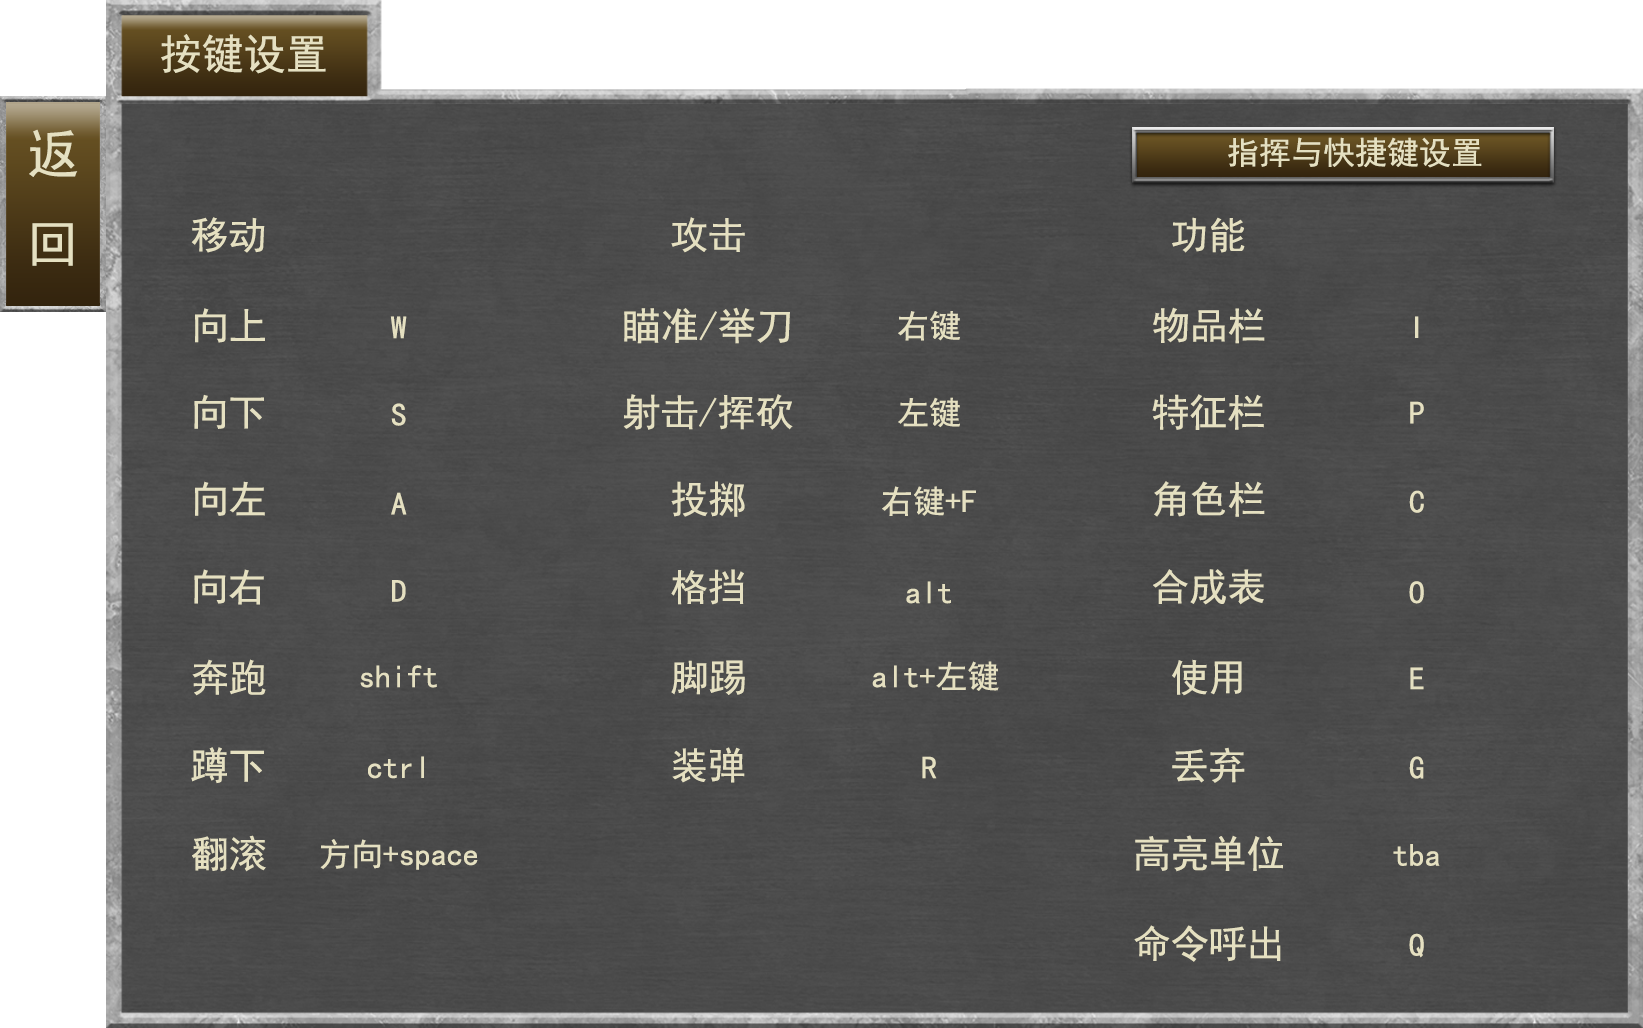 按键设置
返
回
指挥与快捷键设置
移动 攻击 功能
向上 W 瞄准/举刀 右键 物品栏 I
向下 S 射击/挥砍 左键 特征栏 P
向左 A 投掷 右键+F 角色栏 C
向右 D 格挡 alt 合成表 O
奔跑 shift 脚踢 alt+左键 使用 E
蹲下 ctrl 装弹 R 丢弃 G
翻滚 方向+space 高亮单位 tba
命令呼出 Q